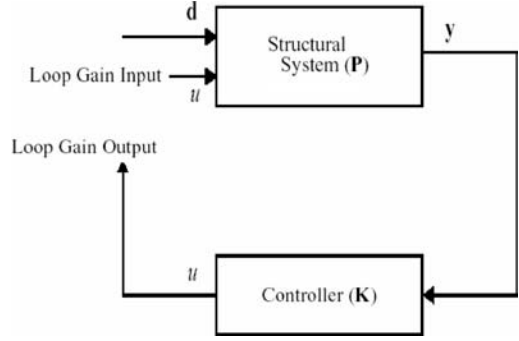 d
Structural
System (P)
y
Loop Gain Input
u
Loop Gain Output
u
Controller (K)